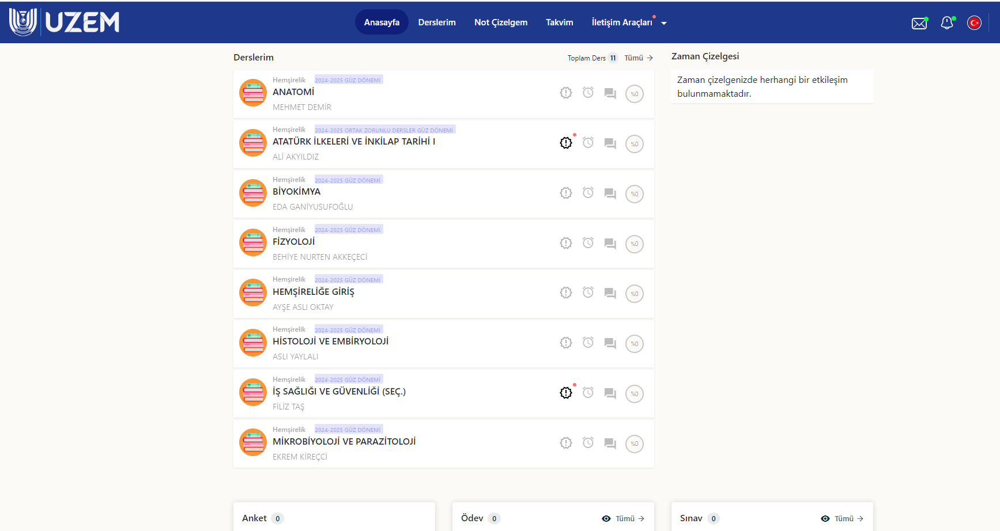 UZEM
Anasayfa
Derslerim
Not Çizelgem
Takvim
İletişim Araçları
Derslerim
Toplam Ders 11 Tümü
Hemşirelik 2024-2025 GÜZ DÖNEMİ
ANATOMİ
MEHMET DEMİR
%0
Hemşirelik 2024-2025 ORTAK ZORUNLU DERSLER GÜZ DÖNEMİ
ATATÜRK İLKELERİ VE İNKİLAP TARİHİ I
ALİ AKYILDIZ
%0
Hemşirelik 2024-2025 GÜZ DÖNEMİ
BİYOKİMYA
EDA GANİYUSUFOĞLU
%0
Hemşirelik 2024-2025 GÜZ DÖNEMİ
FİZYOLOJİ
BEHİYE NURTEN AKKEÇECİ
%0
Hemşirelik 2024-2025 GÜZ DÖNEMİ
HEMŞİRELİĞE GİRİŞ
AYŞE ASLI OKTAY
%0
Hemşirelik 2024-2025 GÜZ DÖNEMİ
HİSTOLOJİ VE EMBİRYOLOJİ
ASLI YAYLALI
%0
Hemşirelik 2024-2025 GÜZ DÖNEMİ
İŞ SAĞLIĞI VE GÜVENLİĞİ (SEÇ.)
FİLİZ TAŞ
%0
Hemşirelik 2024-2025 GÜZ DÖNEMİ
MİKROBİYOLOJİ VE PARAZİTOLOJİ
EKREM KİREÇCİ
%0
Zaman Çizelgesi
Zaman çizelgenizde herhangi bir etkileşim
bulunmamaktadır.
Anket 0
Ödev 0 Tümü
Sınav 0 Tümü